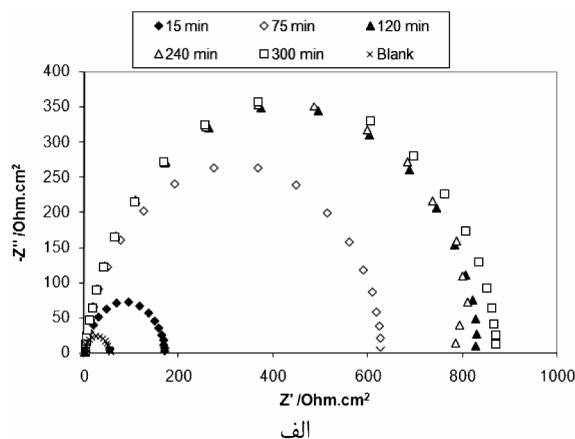 15 min 75 min 120 min
240 min 300 min Blank
400
350
300
250
200
150
100
50
0
-Z" /Ohm.cm²
0 200 400 600 800 1000
Z' /Ohm.cm²
الف